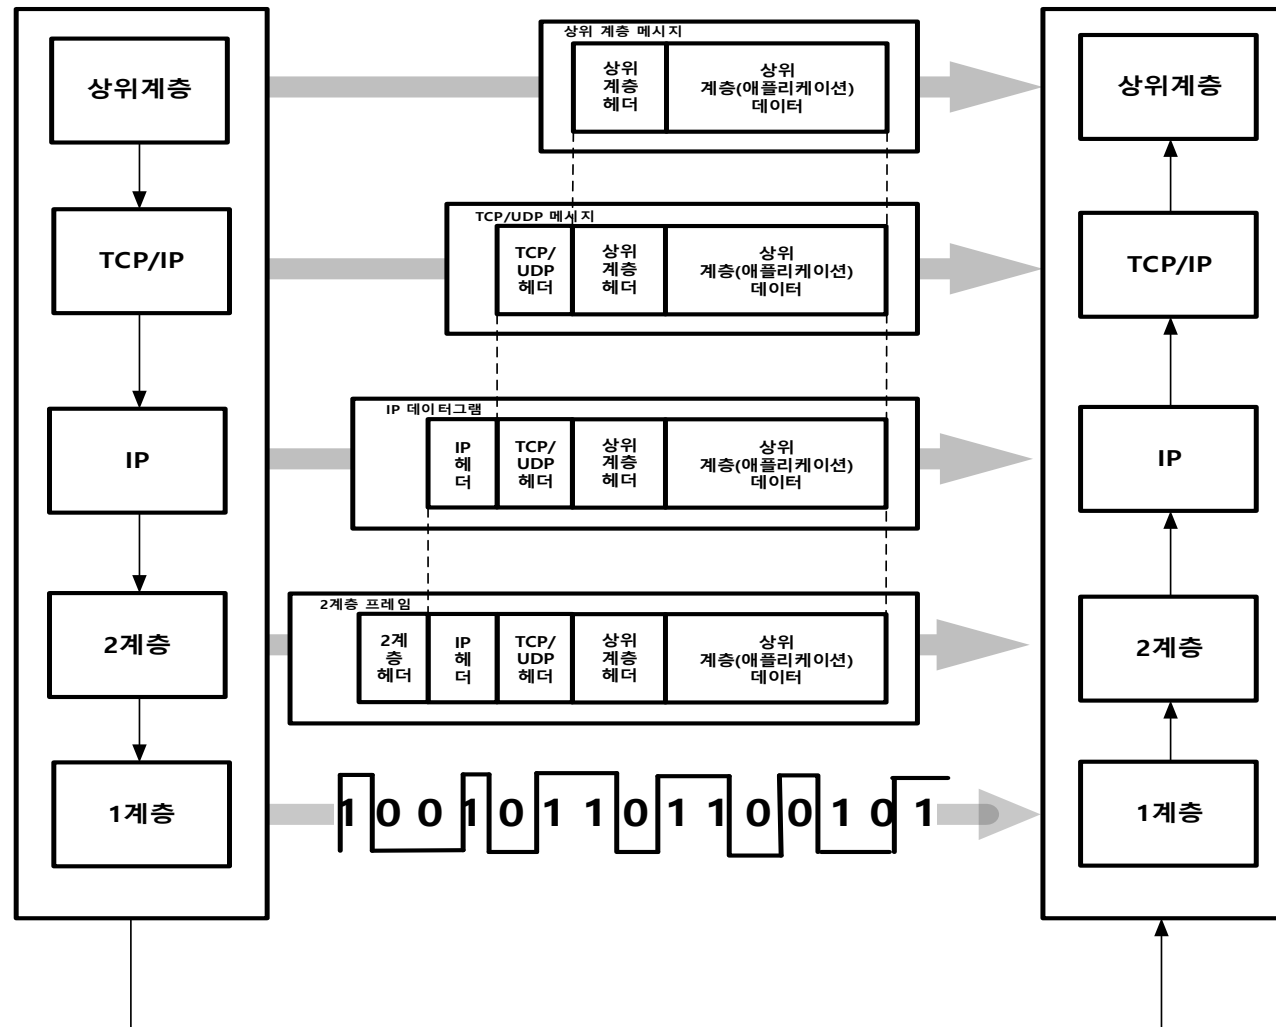 상위 계층 메시지
상위계층
상위
계층
헤더
상위
계층(애플리케이션)
데이터
상위계층
TCP/UDP 메시지
TCP/IP
TCP/
UDP
헤더
상위
계층
헤더
상위
계층(애플리케이션)
데이터
TCP/IP
IP 데이터그램
IP
IP
헤
더
TCP/
UDP
헤더
상위
계층
헤더
상위
계층(애플리케이션)
데이터
IP
2계층 프레임
2계층
2계
층
헤더
IP
헤
더
TCP/
UDP
헤더
상위
계층
헤더
상위
계층(애플리케이션)
데이터
2계층
1계층
1 0 0 1 0 1 1 0 1 1 0 0 1 0 1
1계층